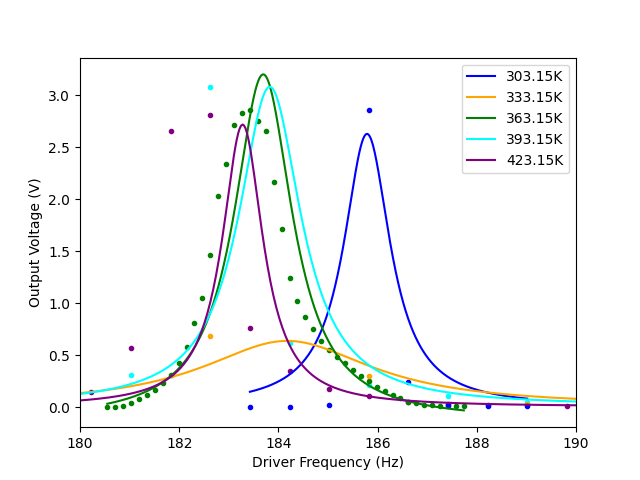 3.0
2.5
2.0
1.5
1.0
0.5
0.0
Output Voltage (V)
303.15K
333.15K
363.15K
393.15K
423.15K
180 182 184 186 188 190
Driver Frequency (Hz)